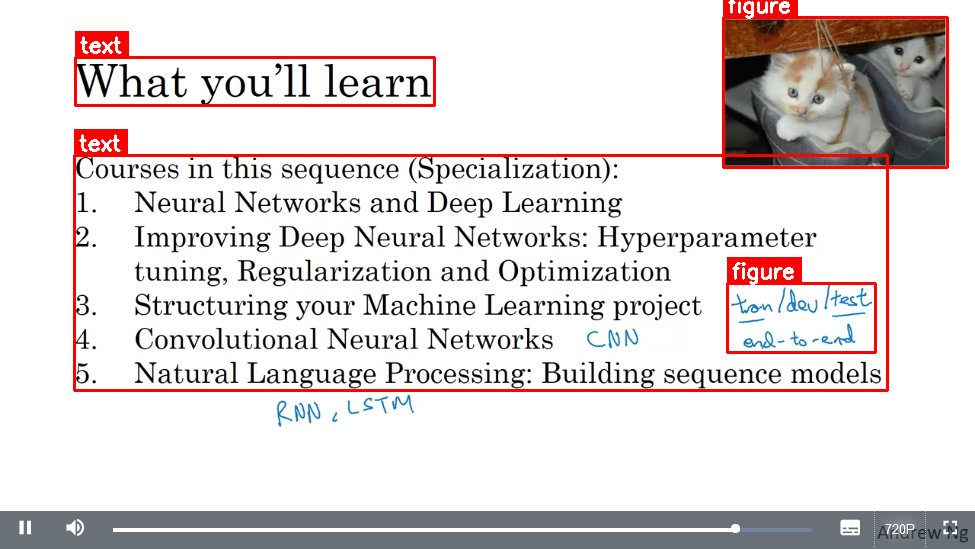 figure
text
What you'll learn
text
Courses in this sequence (Specialization):
1. Neural Networks and Deep Learning
2. Improving Deep Neural Networks: Hyperparameter
tuning, Regularization and Optimization
figure
3. Structuring your Machine Learning project train/dev/test
4. Convolutional Neural Networks CNN end-to-end
5. Natural Language Processing: Building sequence models
RNN, LSTM
720P
Andrew Ng